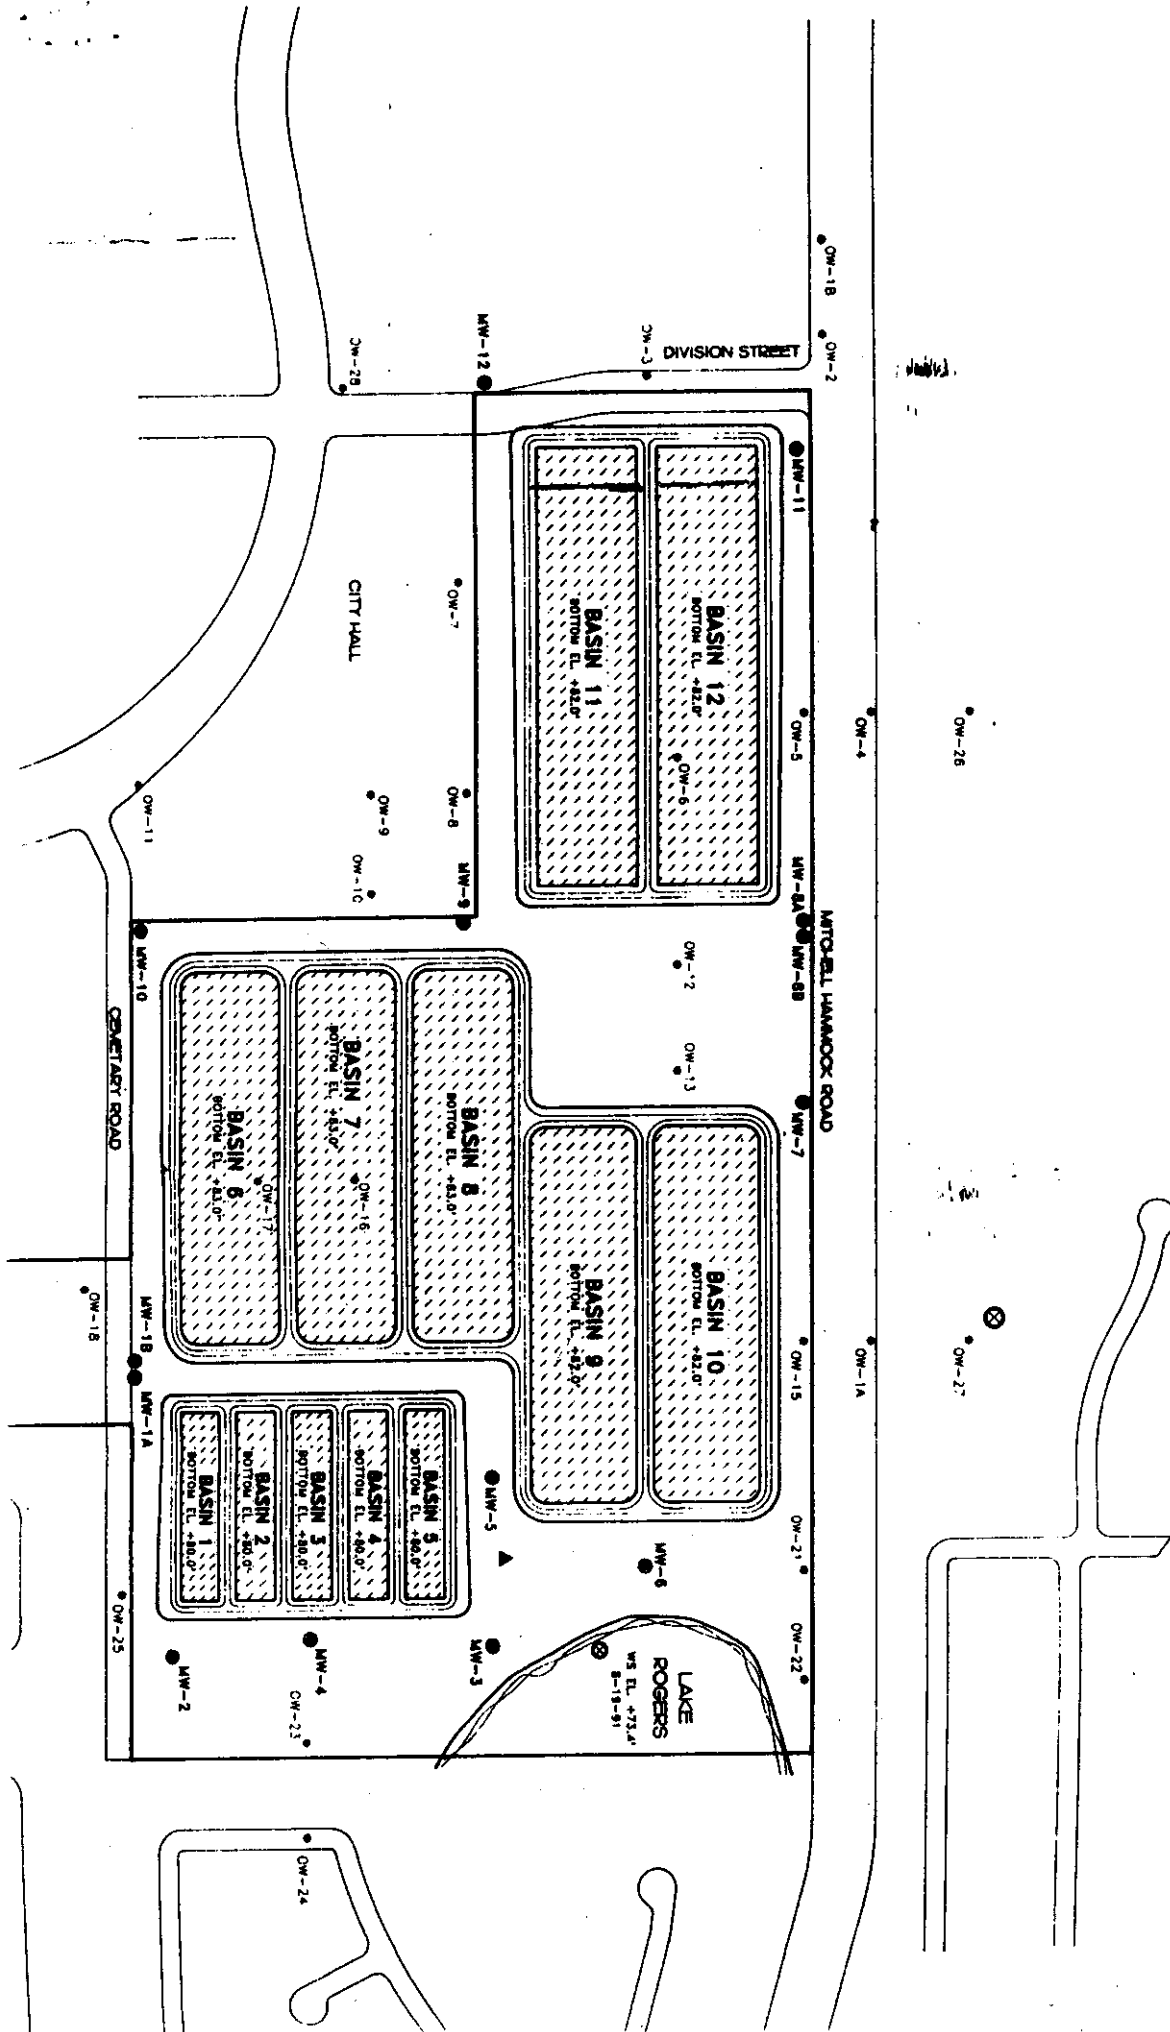 OW-1B
OW-2
OW-3
DIVISION STREET
MW-12
OW-28
MW-11
BASIN 12
BOTTOM EL. +82.0'
BASIN 11
BOTTOM EL. +82.0'
OW-7
CITY HALL
OW-26
OW-4
OW-5
OW-6
OW-8
OW-9
OW-10
OW-11
MW-8A
MW-8B
MW-9
MW-10
MITCHELL HAMMOCK ROAD
OW-12
OW-13
MW-7
CEMETARY ROAD
BASIN 8
BOTTOM EL. +83.0'
BASIN 7
BOTTOM EL. +83.0'
BASIN 6
BOTTOM EL. +83.0'
OW-16
OW-17
BASIN 10
BOTTOM EL. +82.0'
BASIN 9
BOTTOM EL. +82.0'
OW-27
OW-1A
OW-15
OW-18
MW-1B
MW-1A
BASIN 5
BOTTOM EL. +80.0'
BASIN 4
BOTTOM EL. +80.0'
BASIN 3
BOTTOM EL. +80.0'
BASIN 2
BOTTOM EL. +80.0'
BASIN 1
BOTTOM EL. +80.0'
MW-5
MW-6
OW-21
OW-22
OW-25
MW-2
MW-4
MW-3
OW-23
LAKE
ROGERS
WS EL. +73.4'
8-19-91
OW-24